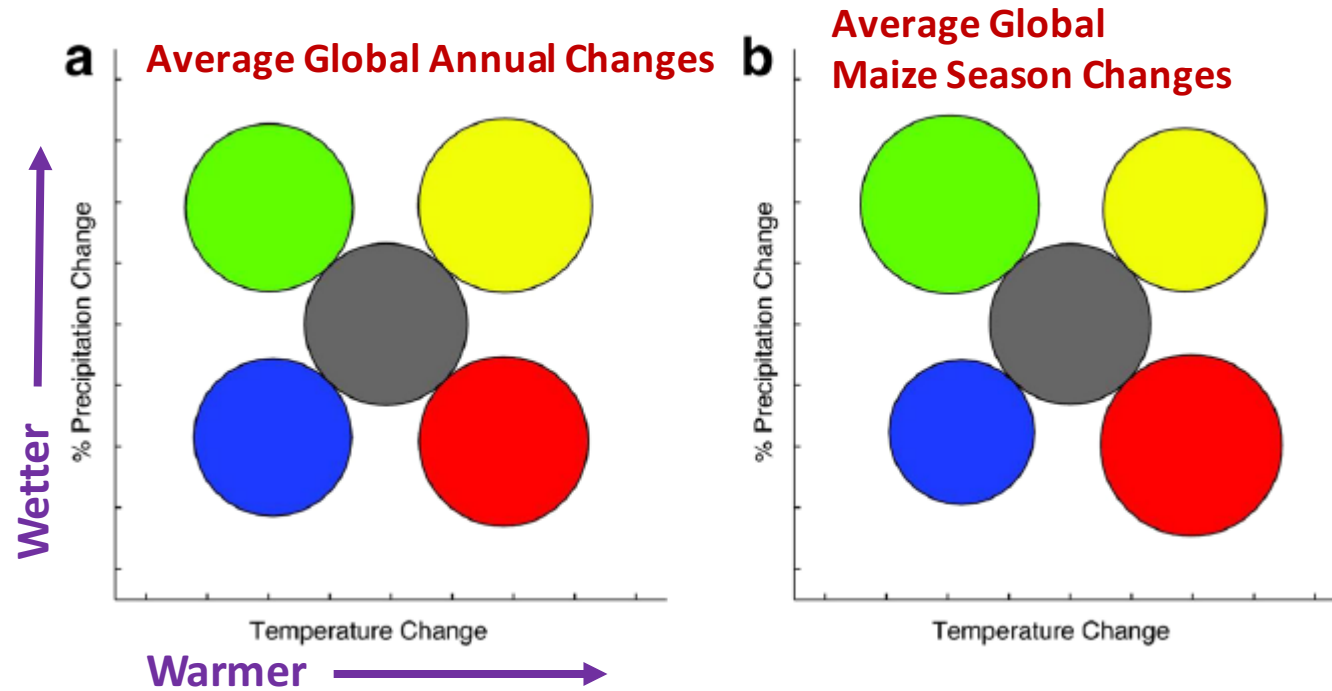 a
Average Global Annual Changes
b
Average Global
Maize Season Changes
Wetter
% Precipitation Change
% Precipitation Change
Temperature Change
Temperature Change
Warmer